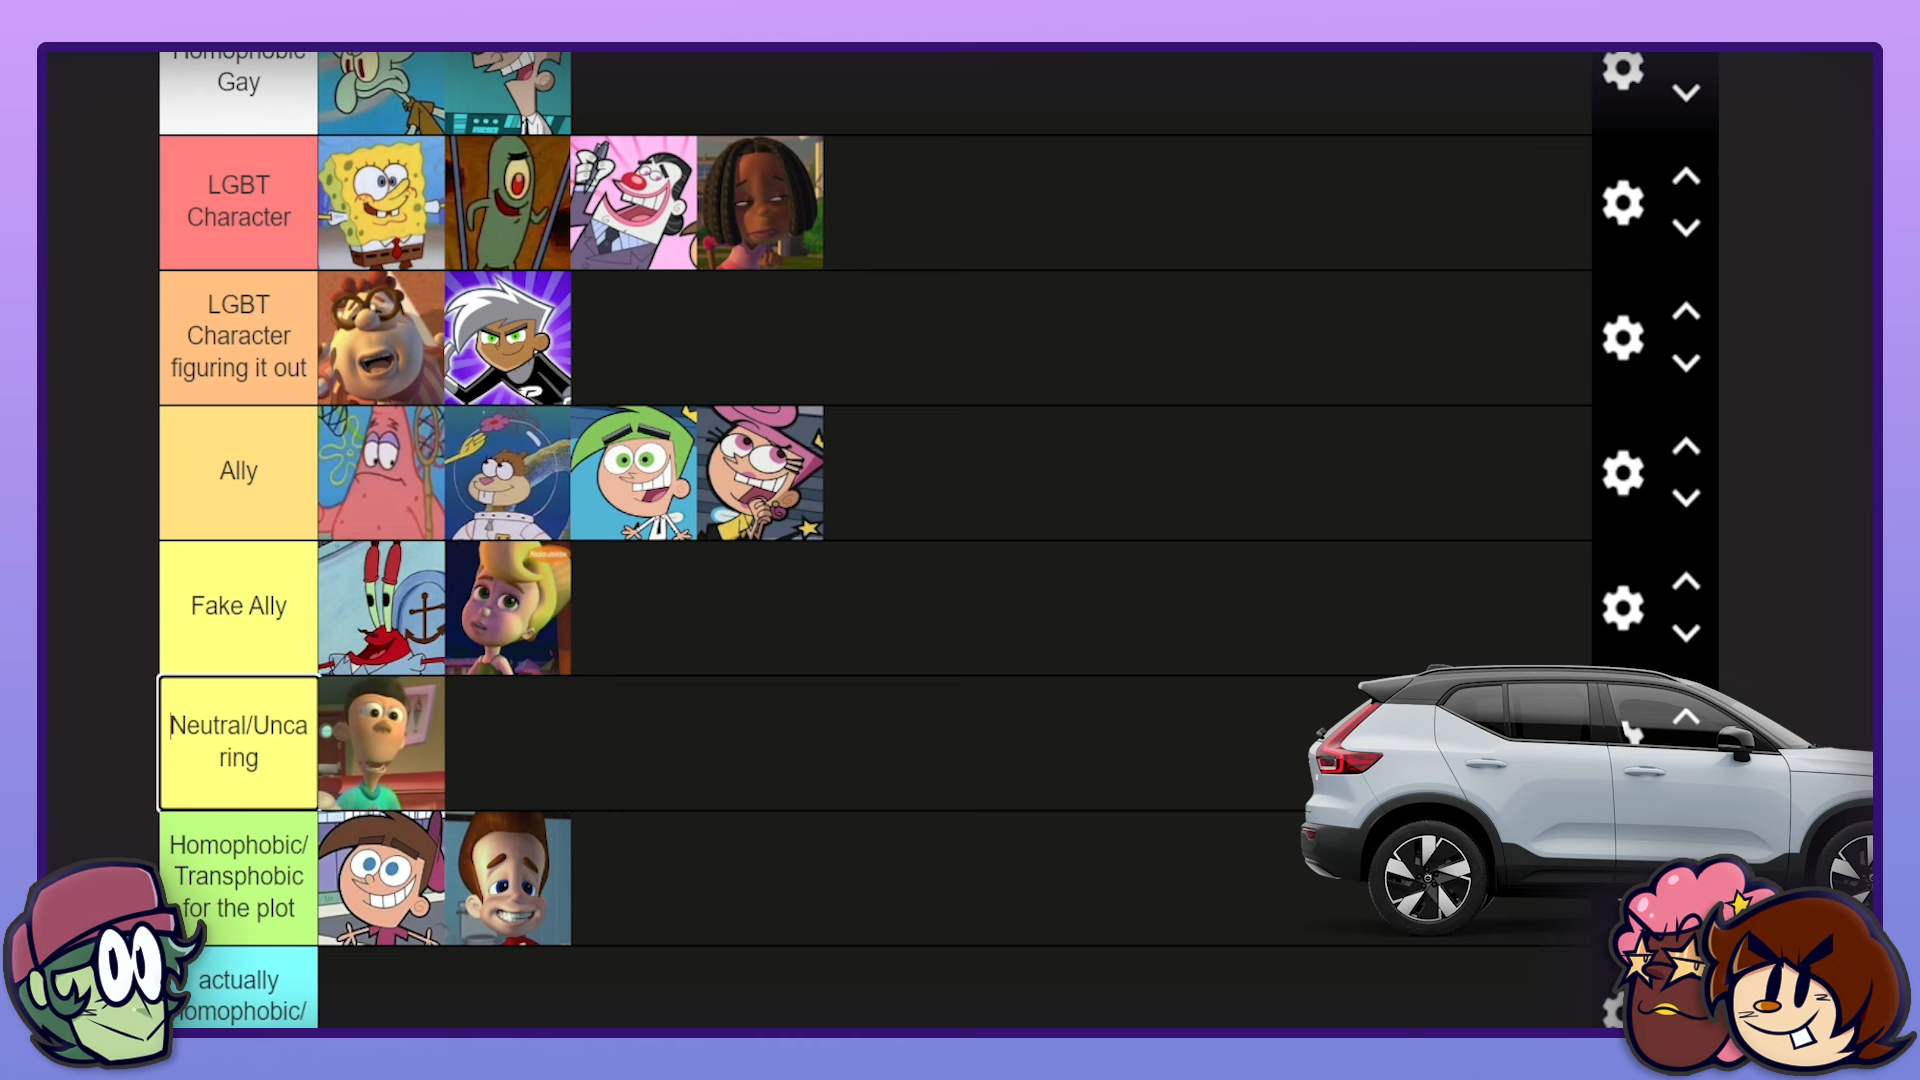 Homophobic
Gay
LGBT
Character
LGBT
Character
figuring it out
Ally
Fake Ally
Neutral/Unca
ring
Homophobic/
Transphobic
for the plot
actually
omophobic/